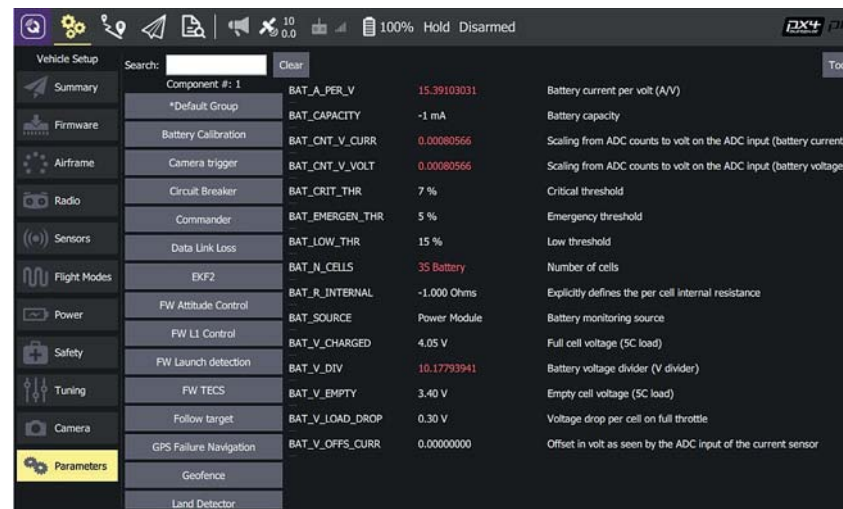 10
0.0
100% Hold Disarmed
px4
Vehicle Setup
Search:
Clear
Summary
Firmware
Airframe
Radio
Sensors
Flight Modes
Power
Safety
Tuning
Camera
Parameters
Component #: 1
*Default Group
Battery Calibration
Camera trigger
Circuit Breaker
Commander
Data Link Loss
EKF2
FW Attitude Control
FW L1 Control
FW Launch detection
FW TECS
Follow target
GPS Failure Navigation
Geofence
Land Detector
BAT_A_PER_V 15.39103031 Battery current per volt (A/V)
BAT_CAPACITY -1 mA Battery capacity
BAT_CNT_V_CURR 0.00080566 Scaling from ADC counts to volt on the ADC input (battery current
BAT_CNT_V_VOLT 0.00080566 Scaling from ADC counts to volt on the ADC input (battery voltage
BAT_CRIT_THR 7 % Critical threshold
BAT_EMERGEN_THR 5 % Emergency threshold
BAT_LOW_THR 15 % Low threshold
BAT_N_CELLS 3S Battery Number of cells
BAT_R_INTERNAL -1.000 Ohms Explicitly defines the per cell internal resistance
BAT_SOURCE Power Module Battery monitoring source
BAT_V_CHARGED 4.05 V Full cell voltage (5C load)
BAT_V_DIV 10.17793941 Battery voltage divider (V divider)
BAT_V_EMPTY 3.40 V Empty cell voltage (5C load)
BAT_V_LOAD_DROP 0.30 V Voltage drop per cell on full throttle
BAT_V_OFFS_CURR 0.00000000 Offset in volt as seen by the ADC input of the current sensor